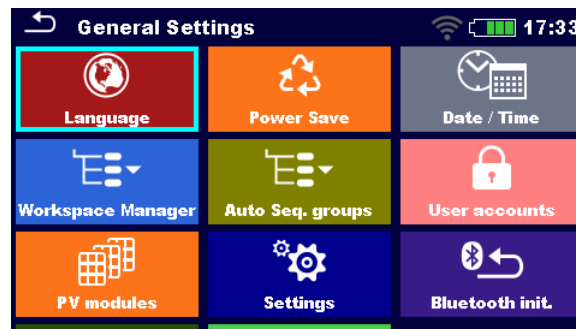 General Settings 17:33
Language Power Save Date / Time
Workspace Manager Auto Seq. groups User accounts
PV modules Settings Bluetooth init.